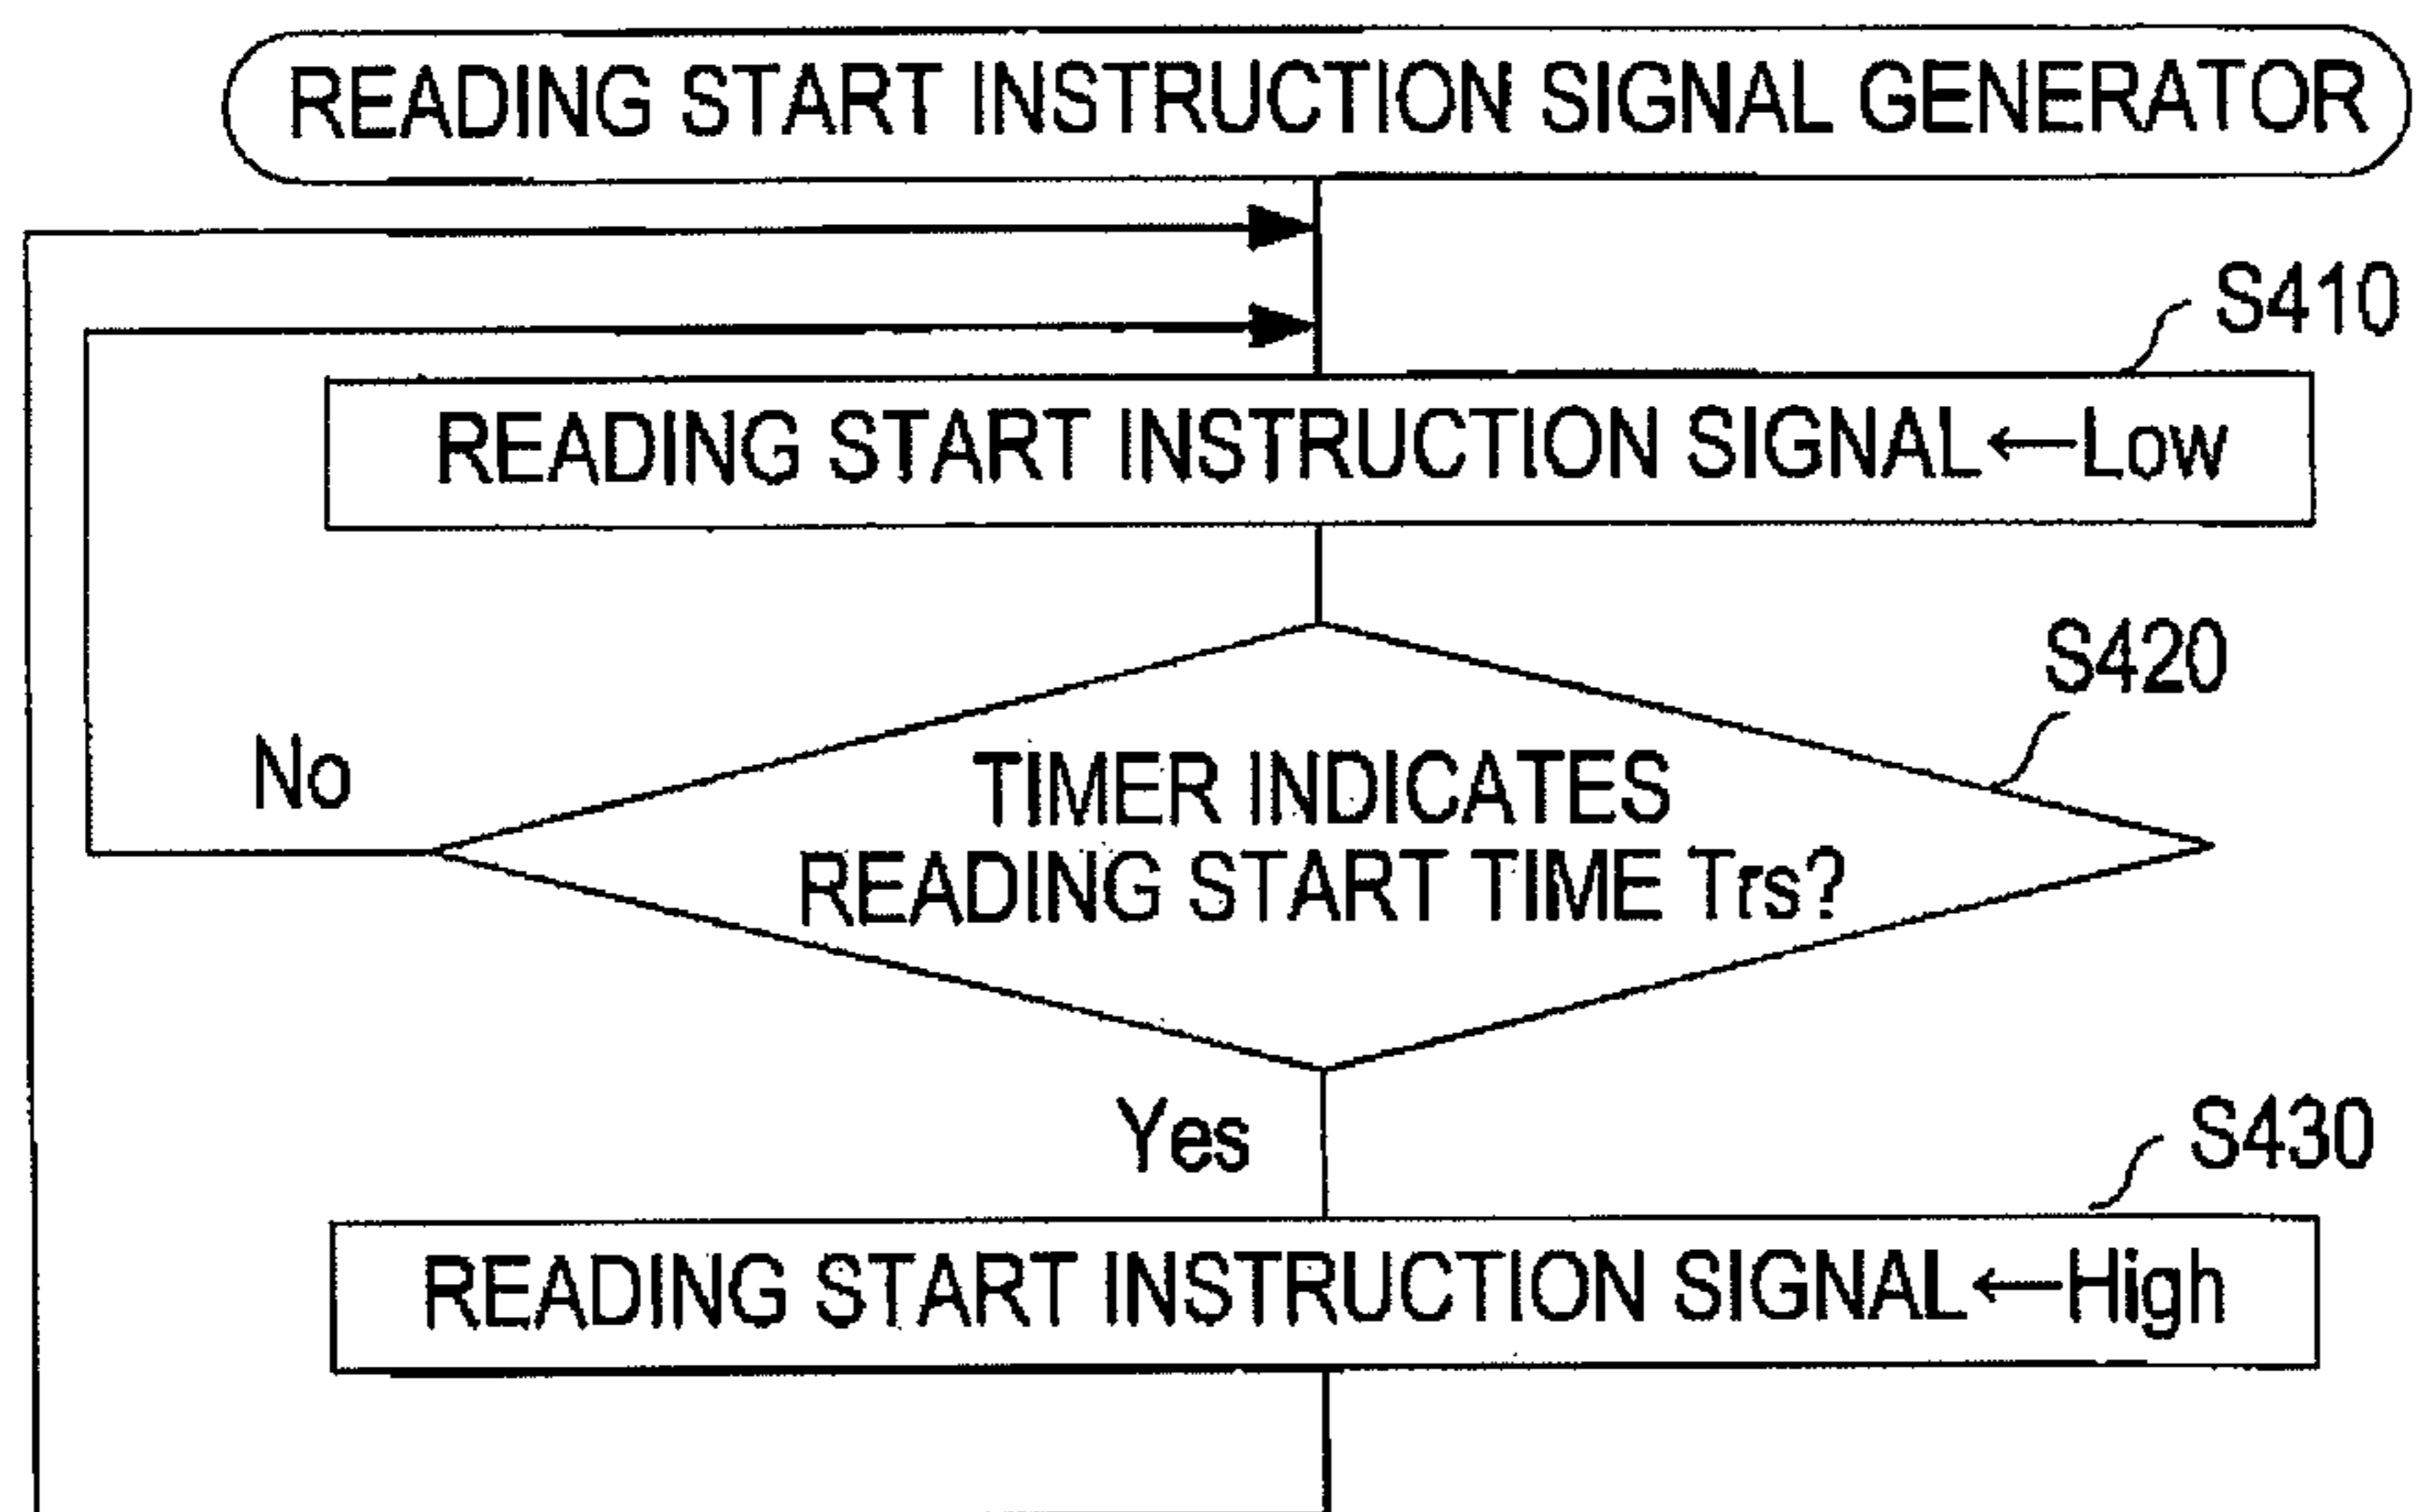 READING START INSTRUCTION SIGNAL GENERATOR
S410
READING START INSTRUCTION SIGNAL←Low
S420
No
TIMER INDICATES
READING START TIME Trs?
Yes
S430
READING START INSTRUCTION SIGNAL←High